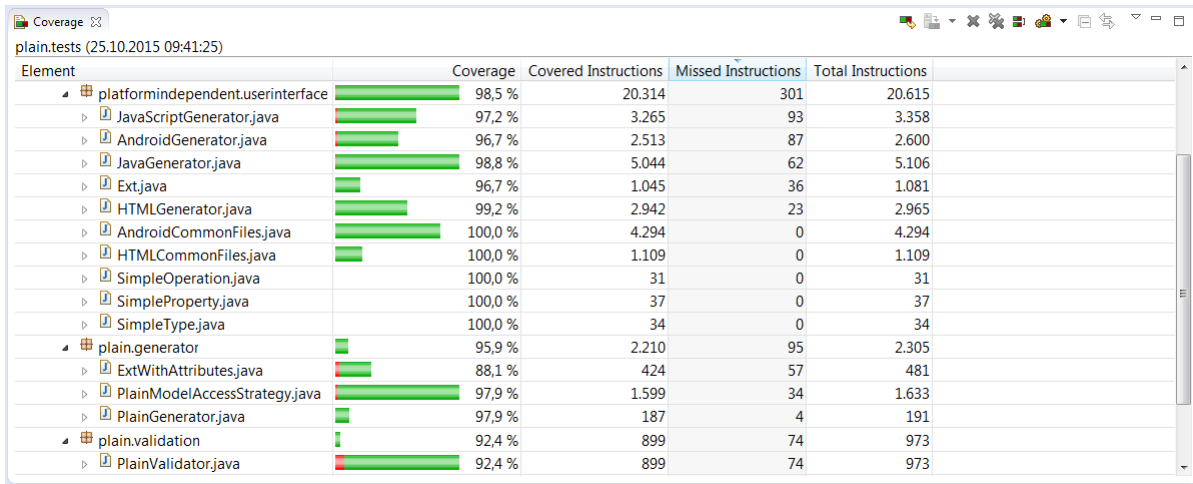 Coverage
plain.tests (25.10.2015 09:41:25)
Element Coverage Covered Instructions Missed Instructions Total Instructions
platformindependent.userinterface 98,5 % 20.314 301 20.615
JavaScriptGenerator.java 97,2 % 3.265 93 3.358
AndroidGenerator.java 96,7 % 2.513 87 2.600
JavaGenerator.java 98,8 % 5.044 62 5.106
Ext.java 96,7 % 1.045 36 1.081
HTMLGenerator.java 99,2 % 2.942 23 2.965
AndroidCommonFiles.java 100,0 % 4.294 0 4.294
HTMLCommonFiles.java 100,0 % 1.109 0 1.109
SimpleOperation.java 100,0 % 31 0 31
SimpleProperty.java 100,0 % 37 0 37
SimpleType.java 100,0 % 34 0 34
plain.generator 95,9 % 2.210 95 2.305
ExtWithAttributes.java 88,1 % 424 57 481
PlainModelAccessStrategy.java 97,9 % 1.599 34 1.633
PlainGenerator.java 97,9 % 187 4 191
plain.validation 92,4 % 899 74 973
PlainValidator.java 92,4 % 899 74 973